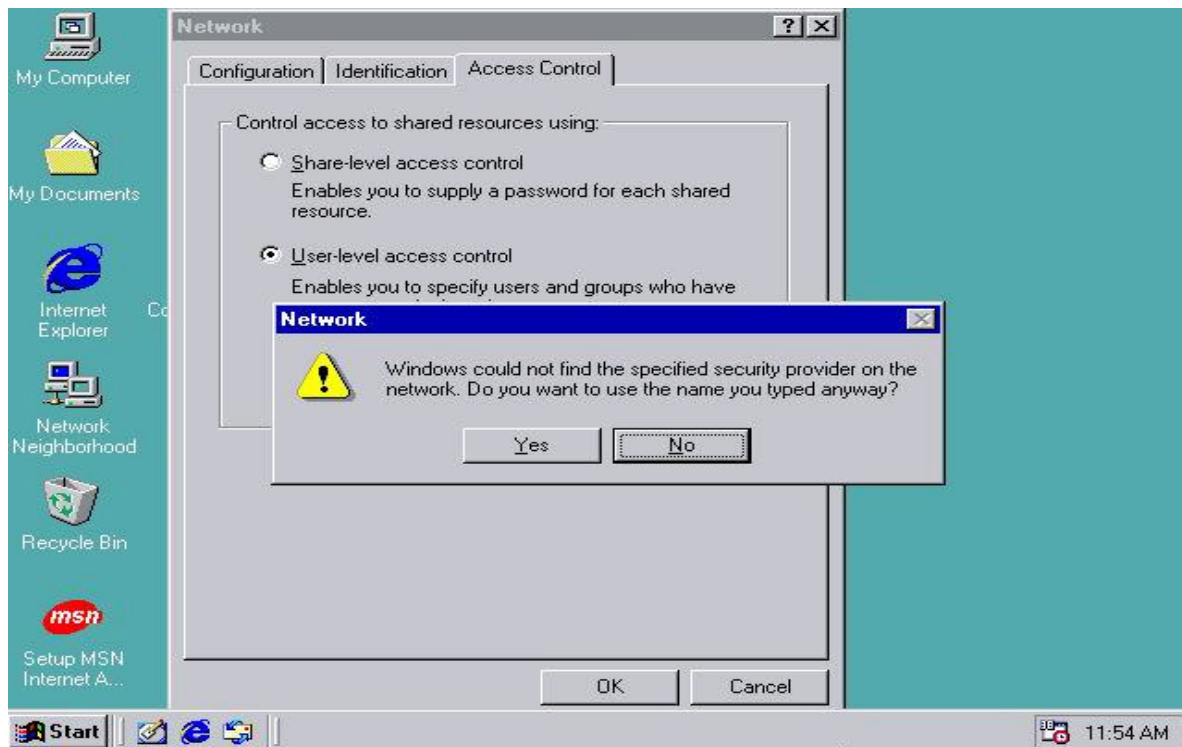 My Computer
My Documents
Internet
Explorer
Co
Network
Neighborhood
Recycle Bin
msn
Setup MSN
Internet A...
Network
Configuration
Identification
Access Control
Control access to shared resources using:
Share-level access control
Enables you to supply a password for each shared
resource.
User-level access control
Enables you to specify users and groups who have
Network
Windows could not find the specified security provider on the
network. Do you want to use the name you typed anyway?
Yes
No
OK
Cancel
Start
11:54 AM